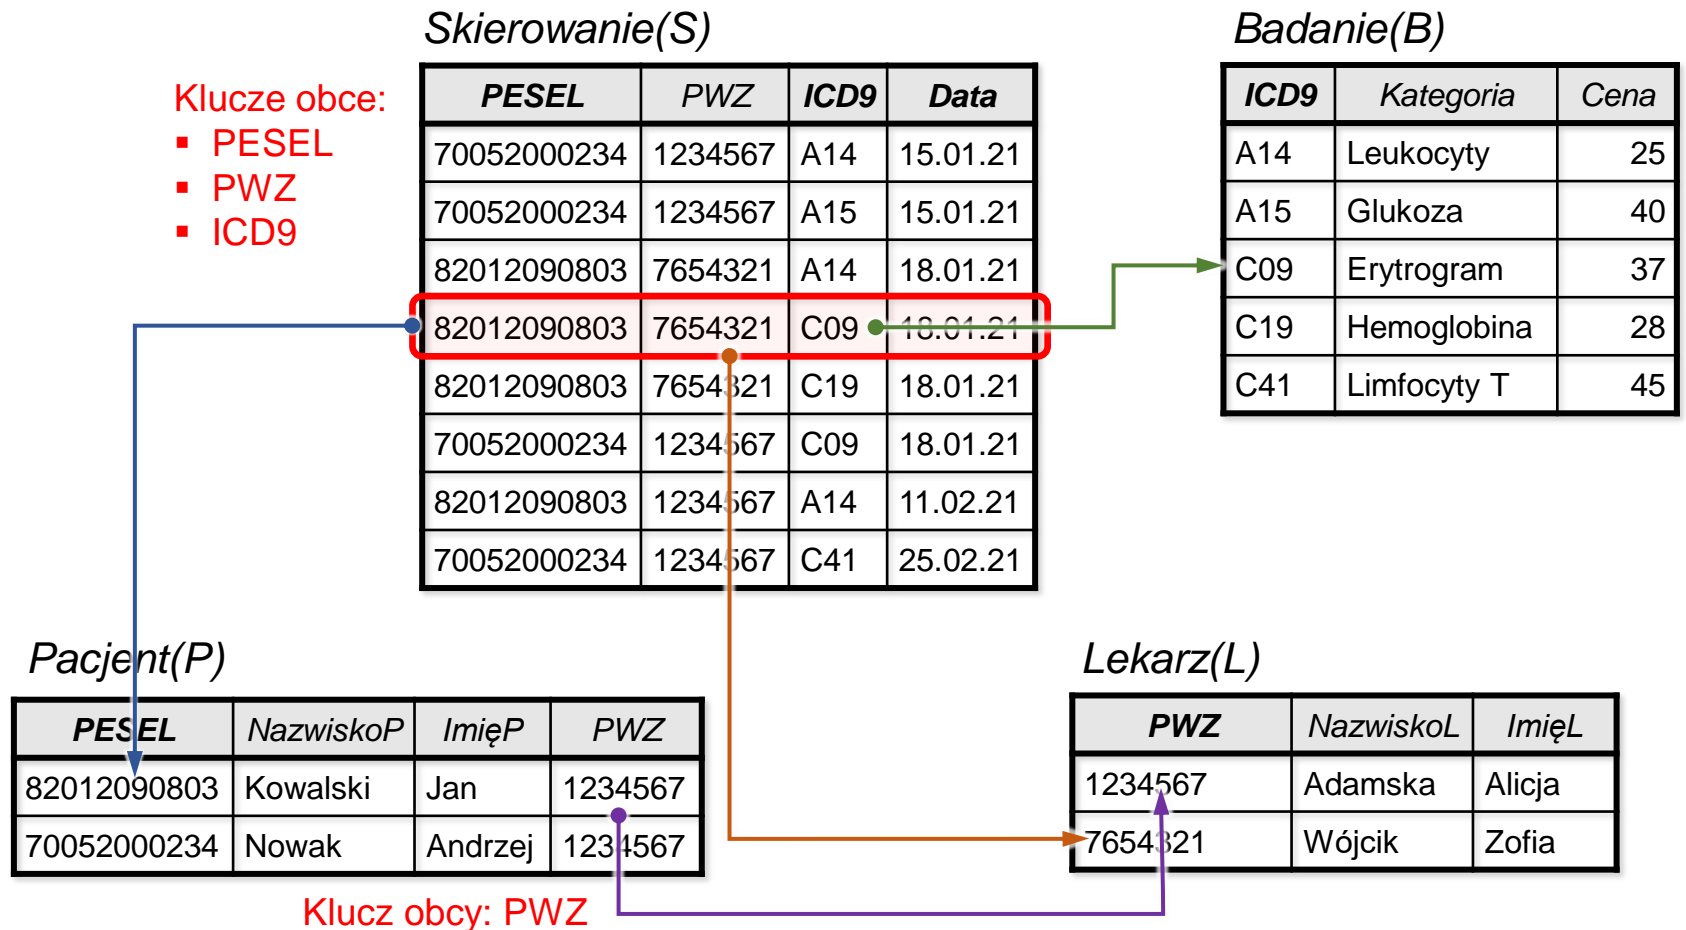 Skierowanie(S)
Klucze obce:
▪ PESEL
▪ PWZ
▪ ICD9
PESEL PWZ ICD9 Data
70052000234 1234567 A14 15.01.21
70052000234 1234567 A15 15.01.21
82012090803 7654321 A14 18.01.21
82012090803 7654321 C09 18.01.21
82012090803 7654321 C19 18.01.21
70052000234 1234567 C09 18.01.21
82012090803 1234567 A14 11.02.21
70052000234 1234567 C41 25.02.21
Badanie(B)
ICD9 Kategoria Cena
A14 Leukocyty 25
A15 Glukoza 40
C09 Erytrogram 37
C19 Hemoglobina 28
C41 Limfocyty T 45
Pacjent(P)
PESEL NazwiskoP ImięP PWZ
82012090803 Kowalski Jan 1234567
70052000234 Nowak Andrzej 1234567
Klucz obcy: PWZ
Lekarz(L)
PWZ NazwiskoL ImięL
1234567 Adamska Alicja
7654321 Wójcik Zofia